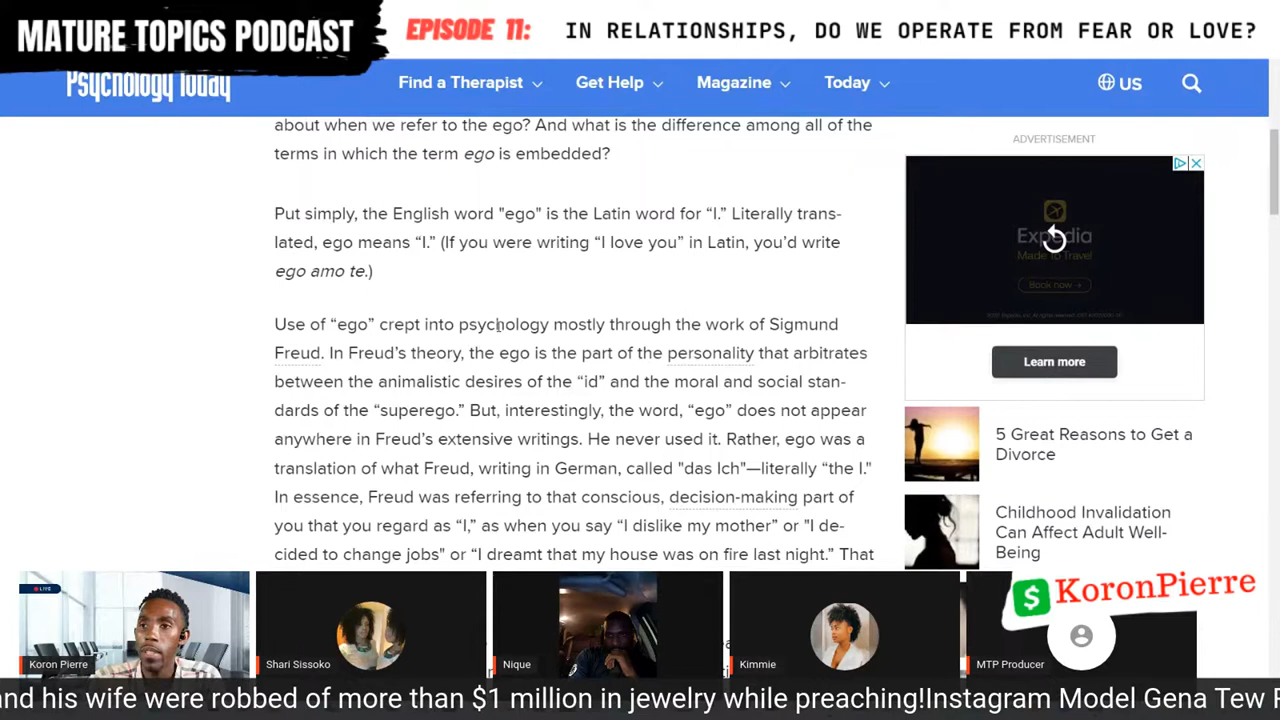 MATURE TOPICS PODCAST
EPISODE 11: IN RELATIONSHIPS, DO WE OPERATE FROM FEAR OR LOVE?
Psychology Today
Find a Therapist
Get Help
Magazine
Today
US
about when we refer to the ego? And what is the difference among all of the
terms in which the term ego is embedded?
Put simply, the English word "ego" is the Latin word for “I.” Literally trans-
lated, ego means “I.” (If you were writing “I love you” in Latin, you’d write
ego amo te.)
Use of “ego” crept into psychology mostly through the work of Sigmund
Freud. In Freud’s theory, the ego is the part of the personality that arbitrates
between the animalistic desires of the “id” and the moral and social stan-
dards of the “superego.” But, interestingly, the word, “ego” does not appear
anywhere in Freud’s extensive writings. He never used it. Rather, ego was a
translation of what Freud, writing in German, called "das Ich"—literally “the I."
In essence, Freud was referring to that conscious, decision-making part of
you that you regard as “I,” as when you say “I dislike my mother” or "I de-
cided to change jobs" or “I dreamt that my house was on fire last night.” That
ADVERTISEMENT
Expedia
Made To Travel
Book now
Learn more
5 Great Reasons to Get a
Divorce
Childhood Invalidation
Can Affect Adult Well-
Being
$ KoronPierre
LIVE
Koron Pierre
Shari Sissoko
Nique
Kimmie
MTP Producer
and his wife were robbed of more than $1 million in jewelry while preaching!Instagram Model Gena Tew